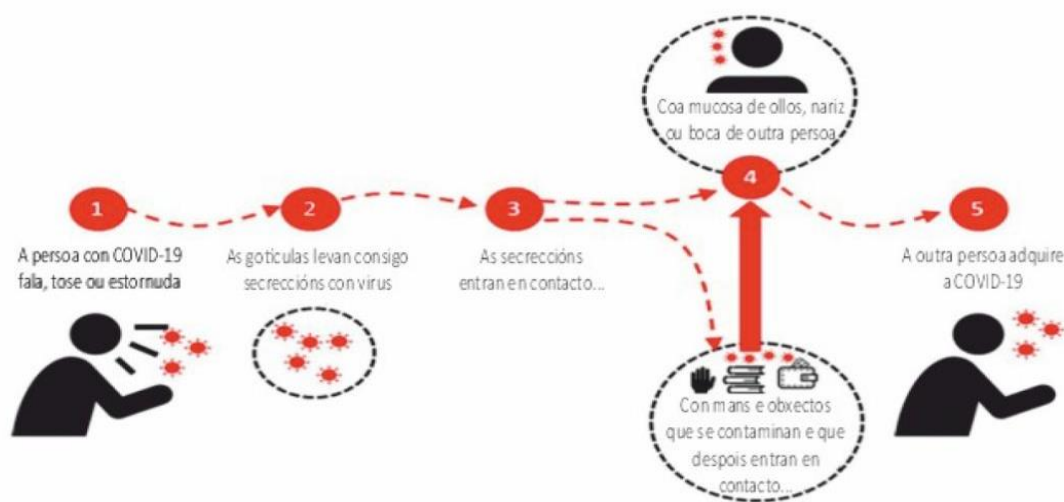 1
A persoa con COVID-19
fala, tose ou estornuda
2
As gotículas levan consigo
secreccións con virus
3
As secreccións
entran en contacto...
Coa mucosa de ollos, nariz
ou boca de outra persoa
4
Con mans e obxectos
que se contaminan e que
despois entran en
contacto...
5
A outra persoa adquire
a COVID-19